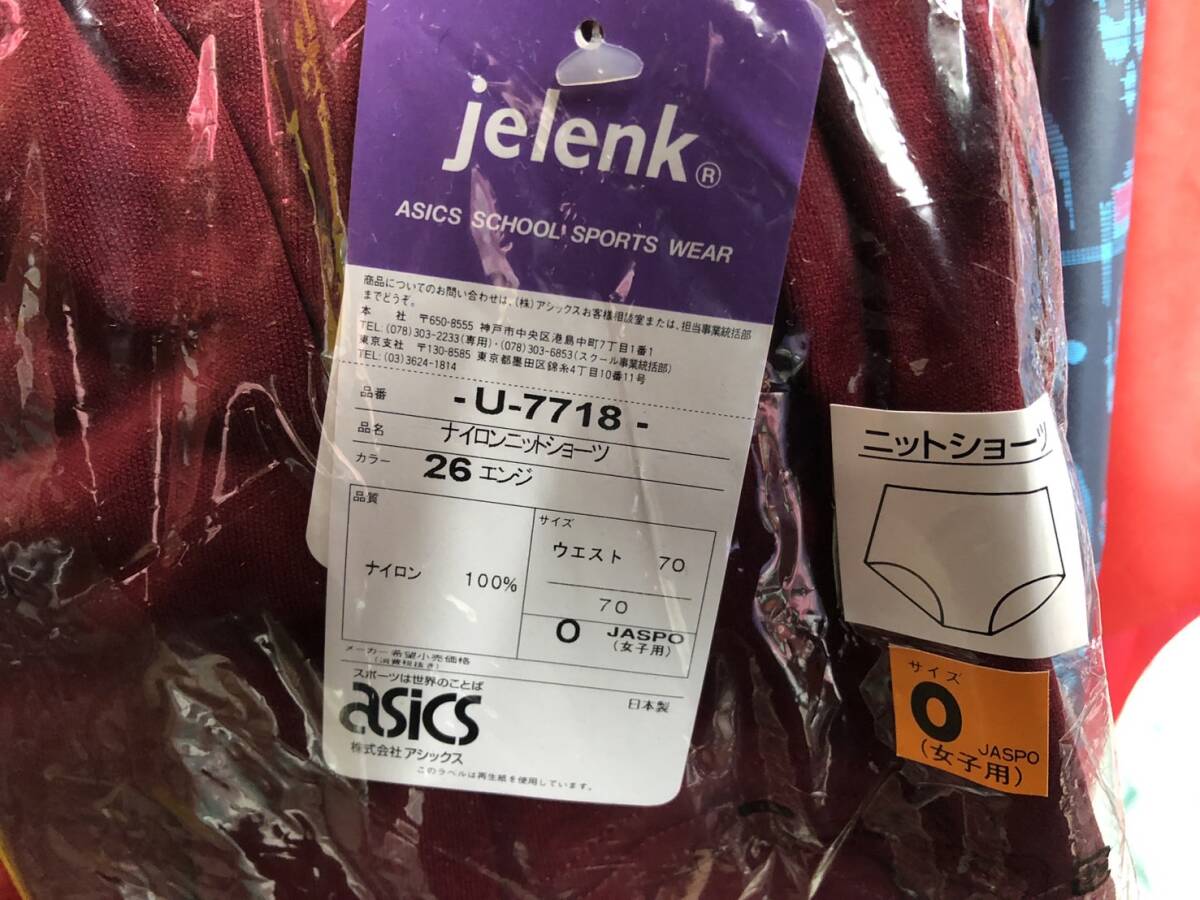 jelenk®
ASICS SCHOOL SPORTS WEAR
商品についてのお問い合わせは、(株)アシックスお客様相談室または、担当事業統括部
までどうぞ。
本　社　〒650-8555 神戸市中央区港島中町7丁目1番1
TEL:(078)303-2233(専用)・(078)303-6853(スクール事業統括部)
東京支社　〒130-8585 東京都墨田区錦糸4丁目10番11号
TEL:(03)3624-1814
品番 -U-7718-
品名 ナイロンニットショーツ
カラー 26 エンジ
品質
ナイロン 100%
サイズ
ウエスト 70
70
O JASPO
(女子用)
メーカー希望小売価格
(消費税抜き)
スポーツは世界のことば
asics
株式会社 アシックス
日本製
このラベルは再生紙を使用しています。
ニットショーツ
サイズ
O
JASPO
(女子用)